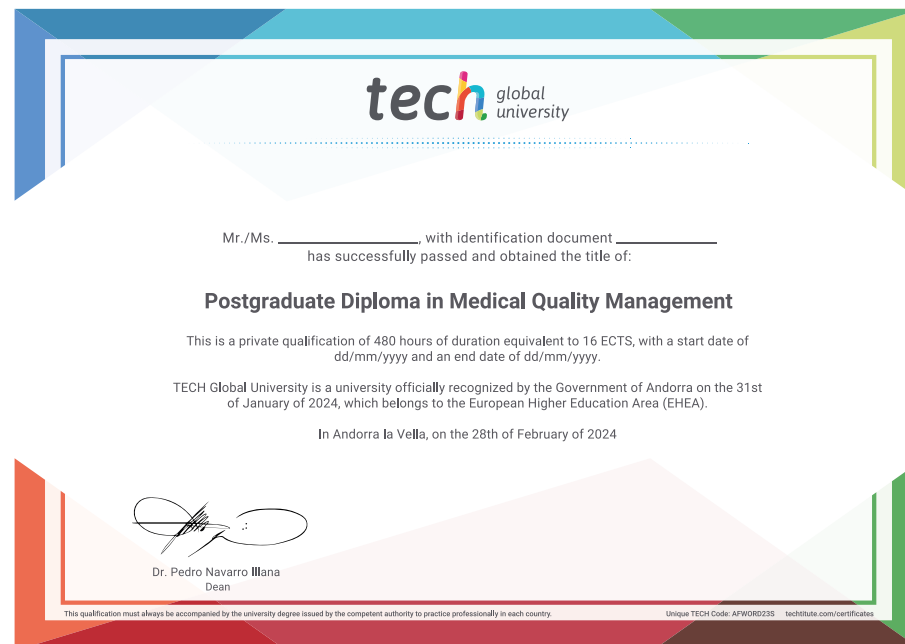 tech global university
Mr./Ms. ____________, with identification document ____________
has successfully passed and obtained the title of:
Postgraduate Diploma in Medical Quality Management
This is a private qualification of 480 hours of duration equivalent to 16 ECTS, with a start date of
dd/mm/yyyy and an end date of dd/mm/yyyy.
TECH Global University is a university officially recognized by the Government of Andorra on the 31st
of January of 2024, which belongs to the European Higher Education Area (EHEA).
In Andorra la Vella, on the 28th of February of 2024
Dr. Pedro Navarro Illana
Dean
This qualification must always be accompanied by the university degree issued by the competent authority to practice professionally in each country.
Unique TECH Code: AFWORD23S techtitute.com/certificates